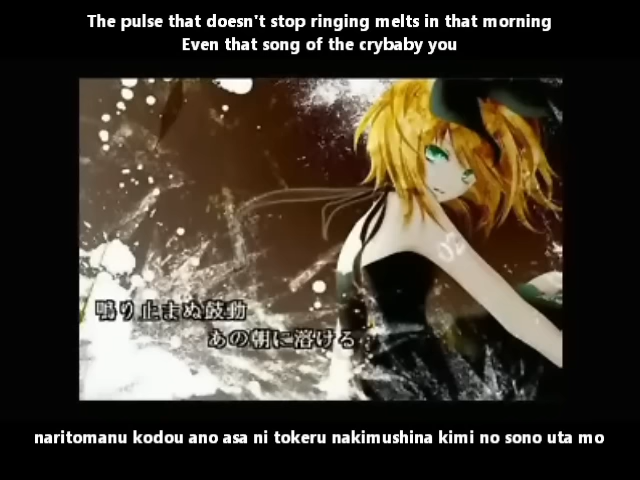 The pulse that doesn't stop ringing melts in that morning
Even that song of the crybaby you
鳴り止まぬ鼓動
あの朝に溶ける
02
naritomanu kodou ano asa ni tokeru nakimushina kimi no sono uta mo